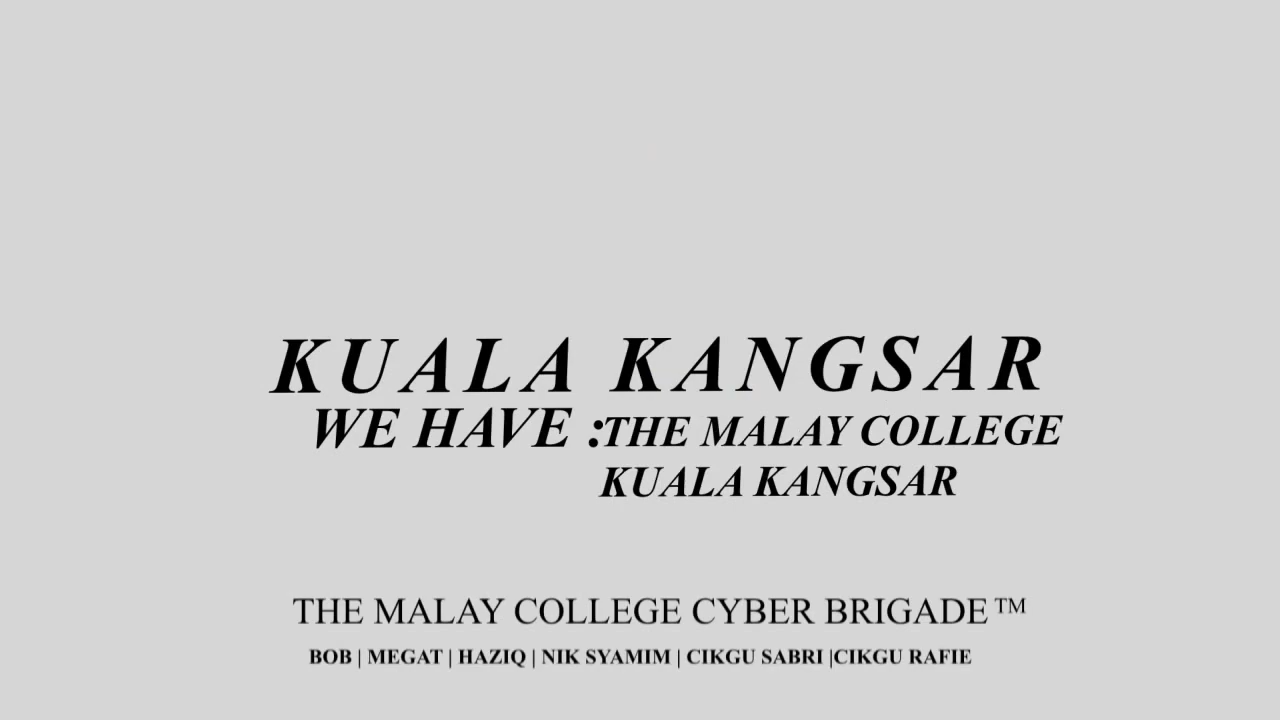 KUALA KANGSAR
WE HAVE :THE MALAY COLLEGE
KUALA KANGSAR
THE MALAY COLLEGE CYBER BRIGADE™
BOB | MEGAT | HAZIQ | NIK SYAMIM | CIKGU SABRI |CIKGU RAFIE